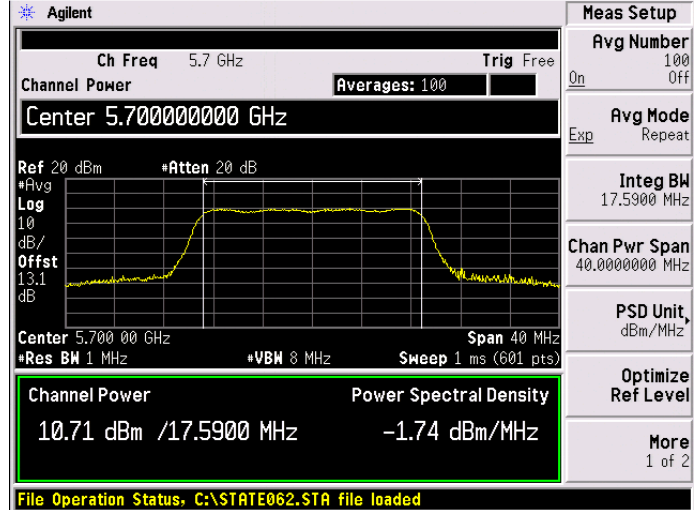 Agilent
Meas Setup
Ch Freq 5.7 GHz Trig Free
Channel Power Averages: 100
Center 5.700000000 GHz
Ref 20 dBm #Atten 20 dB
#Avg
Log
10
dB/
Offst
13.1
dB
Center 5.700 00 GHz Span 40 MHz
#Res BW 1 MHz #VBW 8 MHz Sweep 1 ms (601 pts)
Channel Power Power Spectral Density
10.71 dBm /17.5900 MHz -1.74 dBm/MHz
File Operation Status, C:\STATE062.STA file loaded
Avg Number
100
On Off
Avg Mode
Exp Repeat
Integ BW
17.5900 MHz
Chan Pwr Span
40.0000000 MHz
PSD Unit
dBm/MHz
Optimize
Ref Level
More
1 of 2